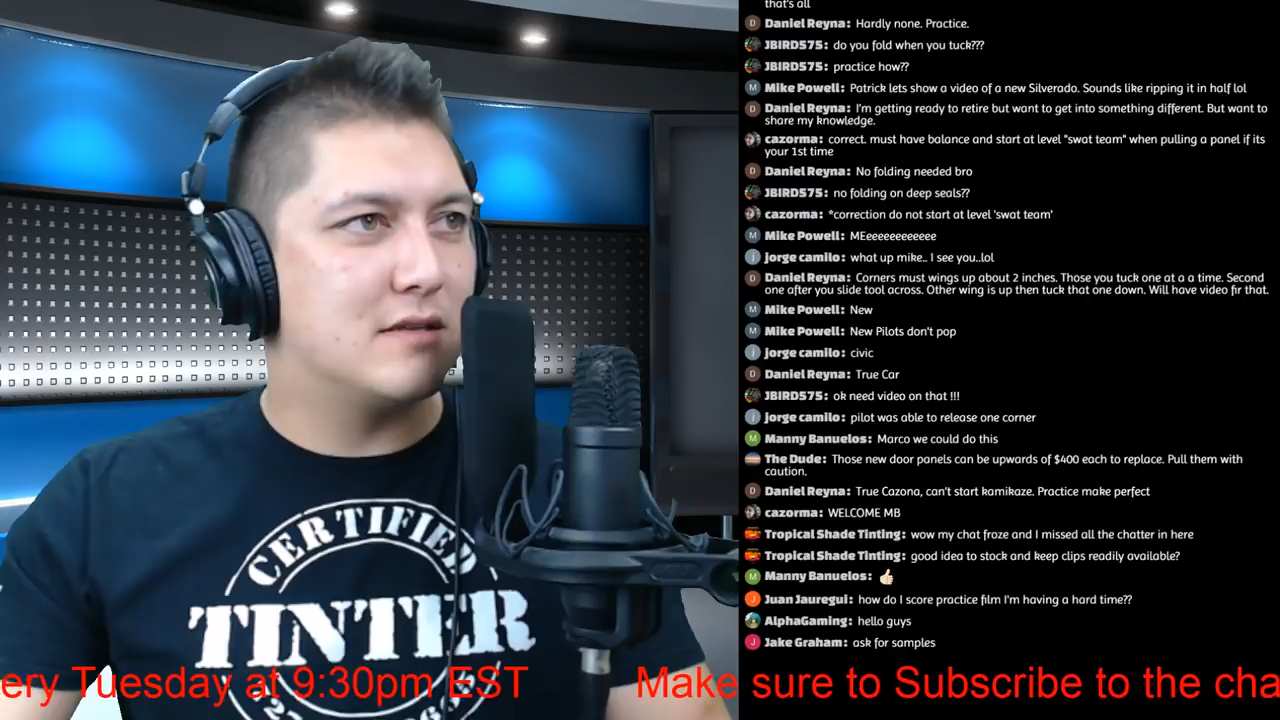 that's all
D Daniel Reyna: Hardly none. Practice.
JBIRD575: do you fold when you tuck???
JBIRD575: practice how??
M Mike Powell: Patrick lets show a video of a new Silverado. Sounds like ripping it in half lol
D Daniel Reyna: I'm getting ready to retire but want to get into something different. But want to
share my knowledge.
cazorma: correct. must have balance and start at level "swat team" when pulling a panel if its
your 1st time
D Daniel Reyna: No folding needed bro
JBIRD575: no folding on deep seals??
cazorma: *correction do not start at level 'swat team'
M Mike Powell: MEeeeeeeeeeee
j jorge camilo: what up mike.. I see you..lol
D Daniel Reyna: Corners must wings up about 2 inches. Those you tuck one at a a time. Second
one after you slide tool across. Other wing is up then tuck that one down. Will have video fir that.
M Mike Powell: New
M Mike Powell: New Pilots don't pop
j jorge camilo: civic
D Daniel Reyna: True Car
JBIRD575: ok need video on that !!!
j jorge camilo: pilot was able to release one corner
M Manny Banuelos: Marco we could do this
The Dude: Those new door panels can be upwards of $400 each to replace. Pull them with
caution.
D Daniel Reyna: True Cazona, can't start kamikaze. Practice make perfect
cazorma: WELCOME MB
Tropical Shade Tinting: wow my chat froze and I missed all the chatter in here
Tropical Shade Tinting: good idea to stock and keep clips readily available?
M Manny Banuelos: 👍🏻
J Juan Jauregui: how do I score practice film I'm having a hard time??
AlphaGaming: hello guys
J Jake Graham: ask for samples
CERTIFIED
TINTER
ery Tuesday at 9:30pm EST Make sure to Subscribe to the cha